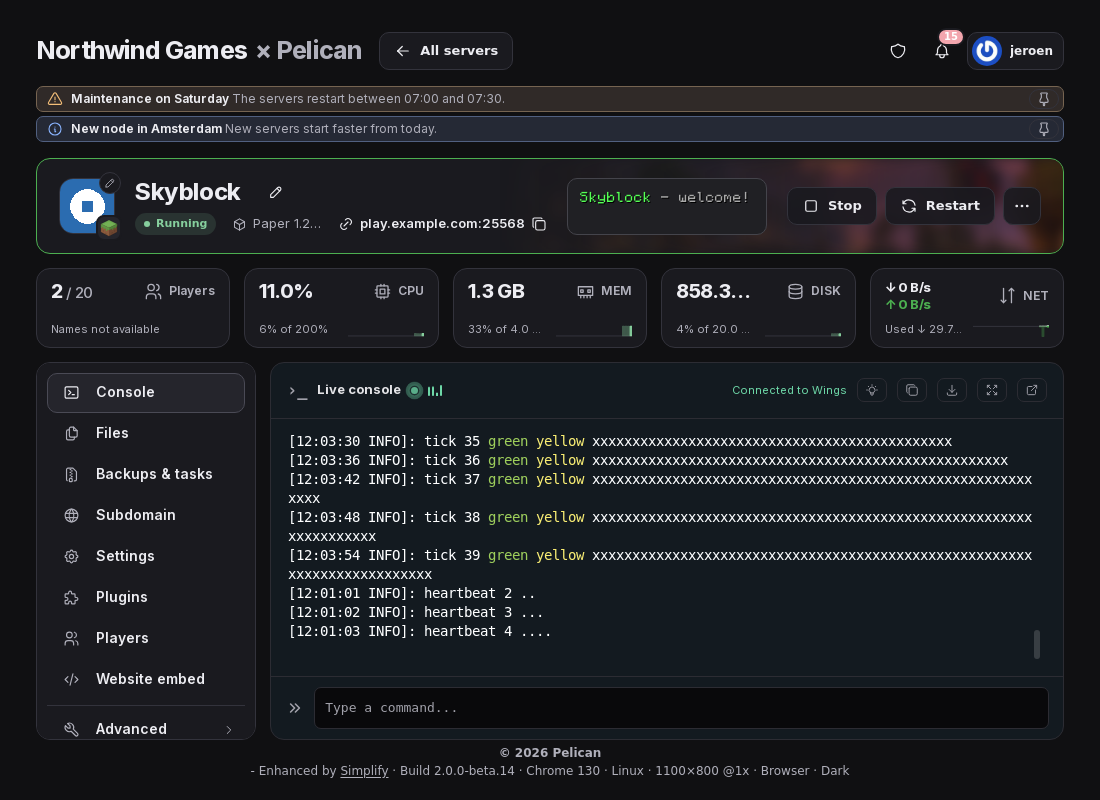 Northwind Games × Pelican
All servers
15
jeroen
Maintenance on Saturday The servers restart between 07:00 and 07:30.
New node in Amsterdam New servers start faster from today.
Skyblock
Running
Paper 1.2…
play.example.com:25568
Skyblock — welcome!
Stop
Restart
2 / 20
Players
Names not available
11.0%
CPU
6% of 200%
1.3 GB
MEM
33% of 4.0 …
858.3…
DISK
4% of 20.0 …
↓ 0 B/s
↑ 0 B/s
NET
Used ↓ 29.7…
Console
Files
Backups & tasks
Subdomain
Settings
Plugins
Players
Website embed
Advanced
Live console
Connected to Wings
[12:03:30 INFO]: tick 35 green yellow xxxxxxxxxxxxxxxxxxxxxxxxxxxxxxxxxxxxxxxxxxxxx
[12:03:36 INFO]: tick 36 green yellow xxxxxxxxxxxxxxxxxxxxxxxxxxxxxxxxxxxxxxxxxxxxxxxxxxxx
[12:03:42 INFO]: tick 37 green yellow xxxxxxxxxxxxxxxxxxxxxxxxxxxxxxxxxxxxxxxxxxxxxxxxxxxxxxx
xxxx
[12:03:48 INFO]: tick 38 green yellow xxxxxxxxxxxxxxxxxxxxxxxxxxxxxxxxxxxxxxxxxxxxxxxxxxxxxxx
xxxxxxxxxxx
[12:03:54 INFO]: tick 39 green yellow xxxxxxxxxxxxxxxxxxxxxxxxxxxxxxxxxxxxxxxxxxxxxxxxxxxxxxx
xxxxxxxxxxxxxxxxxx
[12:01:01 INFO]: heartbeat 2 ..
[12:01:02 INFO]: heartbeat 3 ...
[12:01:03 INFO]: heartbeat 4 ....
Type a command...
© 2026 Pelican
- Enhanced by Simplify · Build 2.0.0-beta.14 · Chrome 130 · Linux · 1100×800 @1x · Browser · Dark